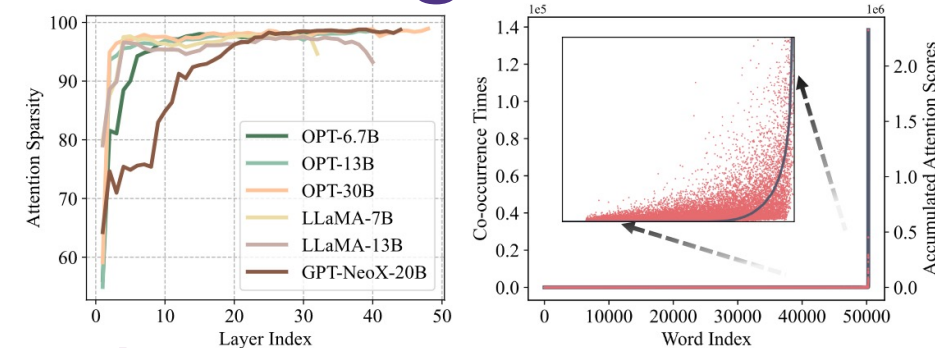 100
90
80
70
60
Attention Sparsity
OPT-6.7B
OPT-13B
OPT-30B
LLaMA-7B
LLaMA-13B
GPT-NeoX-20B
0 10 20 30 40 50
Layer Index
1e5
1e6
1.4
1.2
1.0
0.8
0.6
0.4
0.2
0.0
Co-occurrence Times
2.0
1.5
1.0
0.5
0.0
Accumulated Attention Scores
0 10000 20000 30000 40000 50000
Word Index